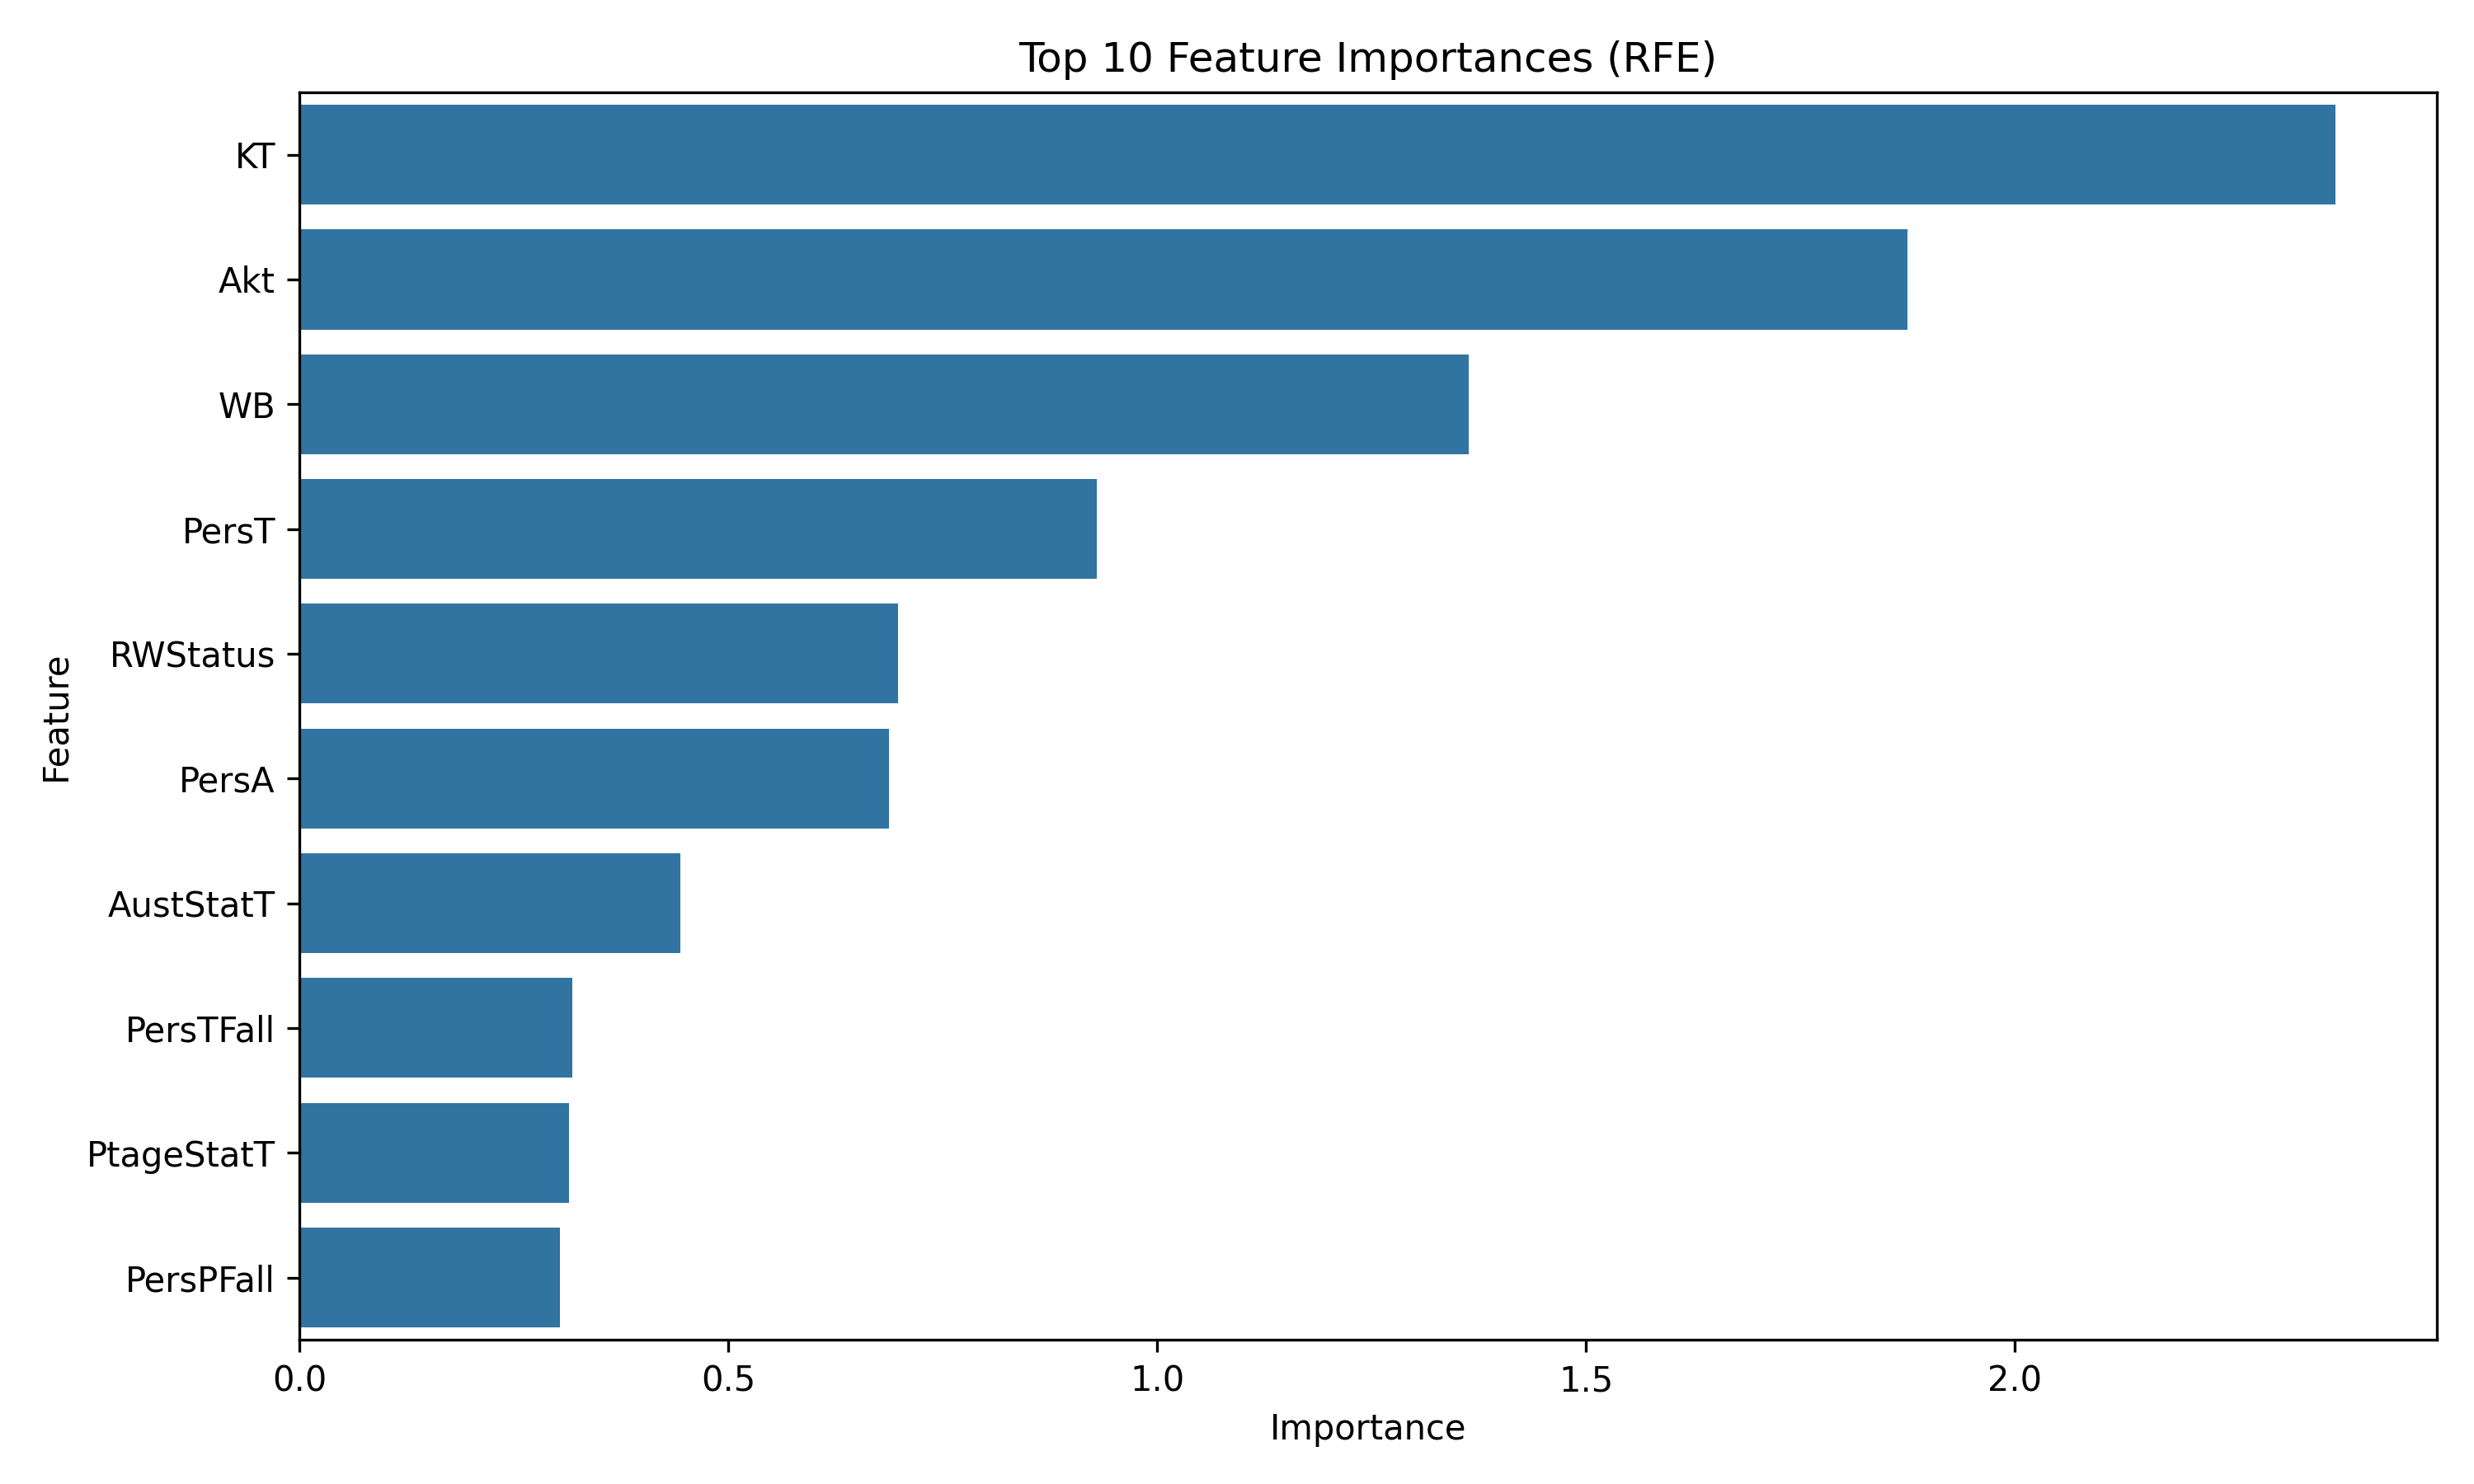 Top 10 Feature Importances (RFE)
KT
Akt
WB
PersT
RWStatus
PersA
AustStatT
PersTFall
PtageStatT
PersPFall
Feature
0.0 0.5 1.0 1.5 2.0
Importance